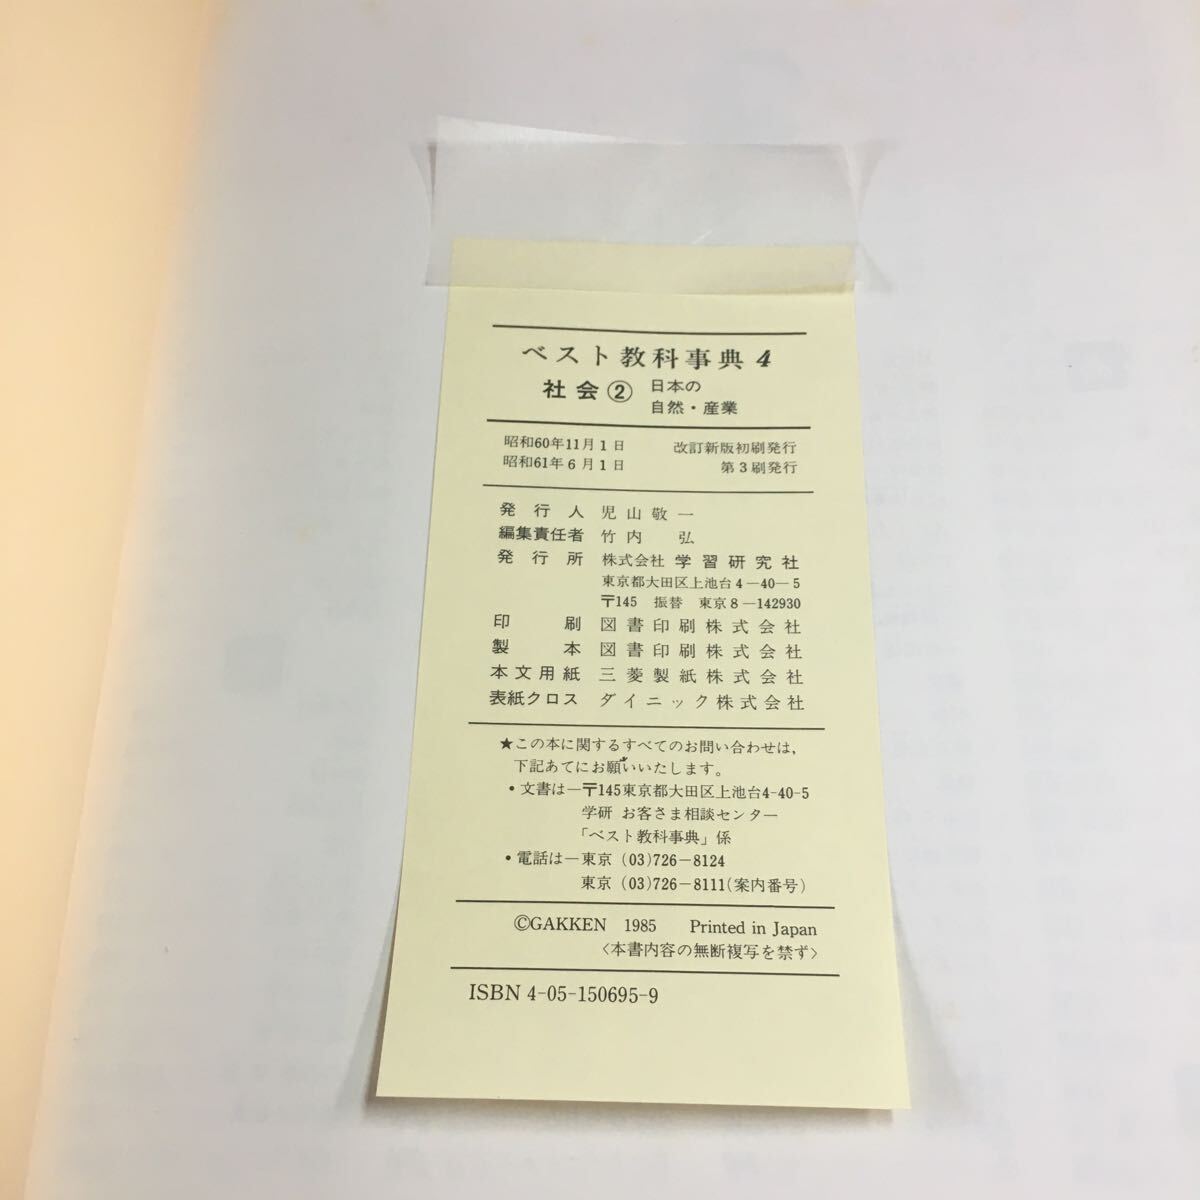 ベスト教科事典 4
社会② 日本の
自然・産業
昭和60年11月1日 改訂新版初刷発行
昭和61年6月1日 第3刷発行
発行人 児山敬一
編集責任者 竹内 弘
発行所 株式会社 学習研究社
東京都大田区上池台4—40—5
〒145 振替 東京8—142930
印刷 図書印刷株式会社
製本 図書印刷株式会社
本文用紙 三菱製紙株式会社
表紙クロス ダイニック株式会社
★この本に関するすべてのお問い合わせは,
下記あてにお願いいたします。
・文書は—〒145東京都大田区上池台4-40-5
学研 お客さま相談センター
「ベスト教科事典」係
・電話は—東京 (03)726−8124
東京 (03)726−8111(案内番号)
©GAKKEN 1985 Printed in Japan
〈本書内容の無断複写を禁ず〉
ISBN 4-05-150695-9